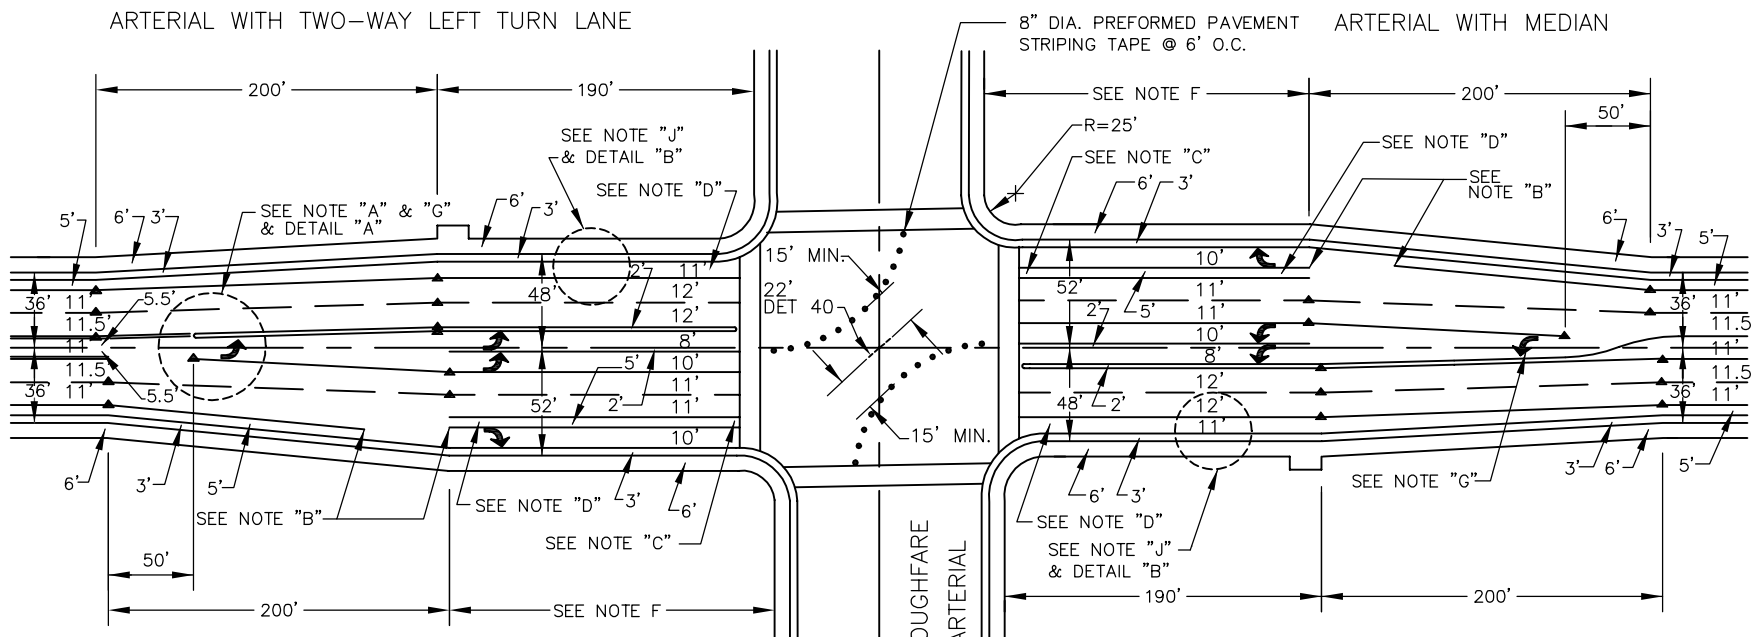 ARTERIAL WITH TWO-WAY LEFT TURN LANE
8" DIA. PREFORMED PAVEMENT
STRIPING TAPE @ 6' O.C.
ARTERIAL WITH MEDIAN
200'
190'
SEE NOTE F
200'
50'
R=25'
SEE NOTE "J"
& DETAIL "B"
SEE NOTE "D"
SEE NOTE "C"
SEE NOTE "D"
SEE
NOTE "B"
5'
6'
3'
SEE NOTE "A" & "G"
& DETAIL "A"
6'
3'
6'
3'
6'
3'
5'
15' MIN.
22'
DET 40
36'
11'
11.5'
11'
11.5
11'
36'
5.5'
5.5'
48'
52'
2'
11'
12'
12'
8'
10'
11'
11'
10'
5'
2'
52'
48'
10'
11'
11'
10'
8'
12'
12'
11'
5'
2'
2'
36'
11'
11.5
11'
11.5
11'
36'
15' MIN.
6'
3'
5'
SEE NOTE "B"
SEE NOTE "D"
3'
6'
SEE NOTE "C"
6'
3'
SEE NOTE "D"
SEE NOTE "J"
& DETAIL "B"
SEE NOTE "G"
3'
6'
5'
50'
200'
SEE NOTE F
OUGHFARE
ARTERIAL
190'
200'